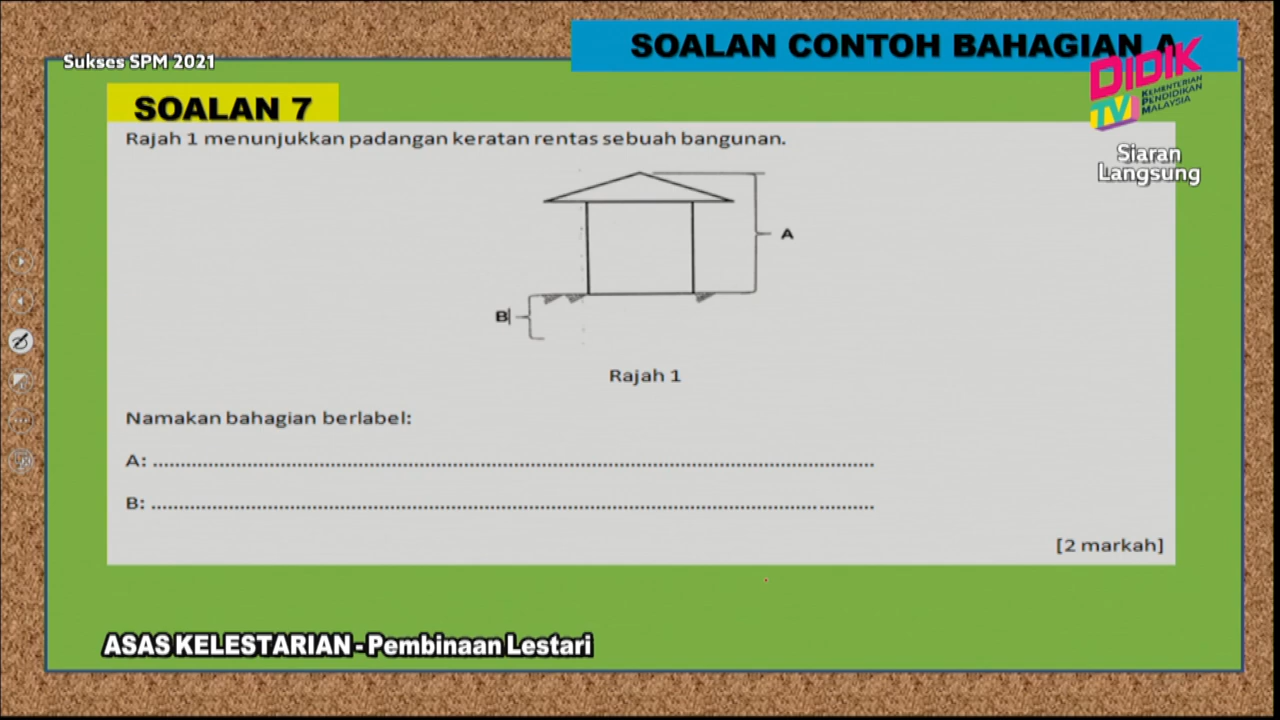 SOALAN CONTOH BAHAGIAN A
Sukses SPM 2021
DIDIK
TV
KEMENTERIAN
PENDIDIKAN
MALAYSIA
SOALAN 7
Siaran
Langsung
Rajah 1 menunjukkan padangan keratan rentas sebuah bangunan.
A
B
Rajah 1
Namakan bahagian berlabel:
A: ................................................................
B: ................................................................
[2 markah]
ASAS KELESTARIAN - Pembinaan Lestari